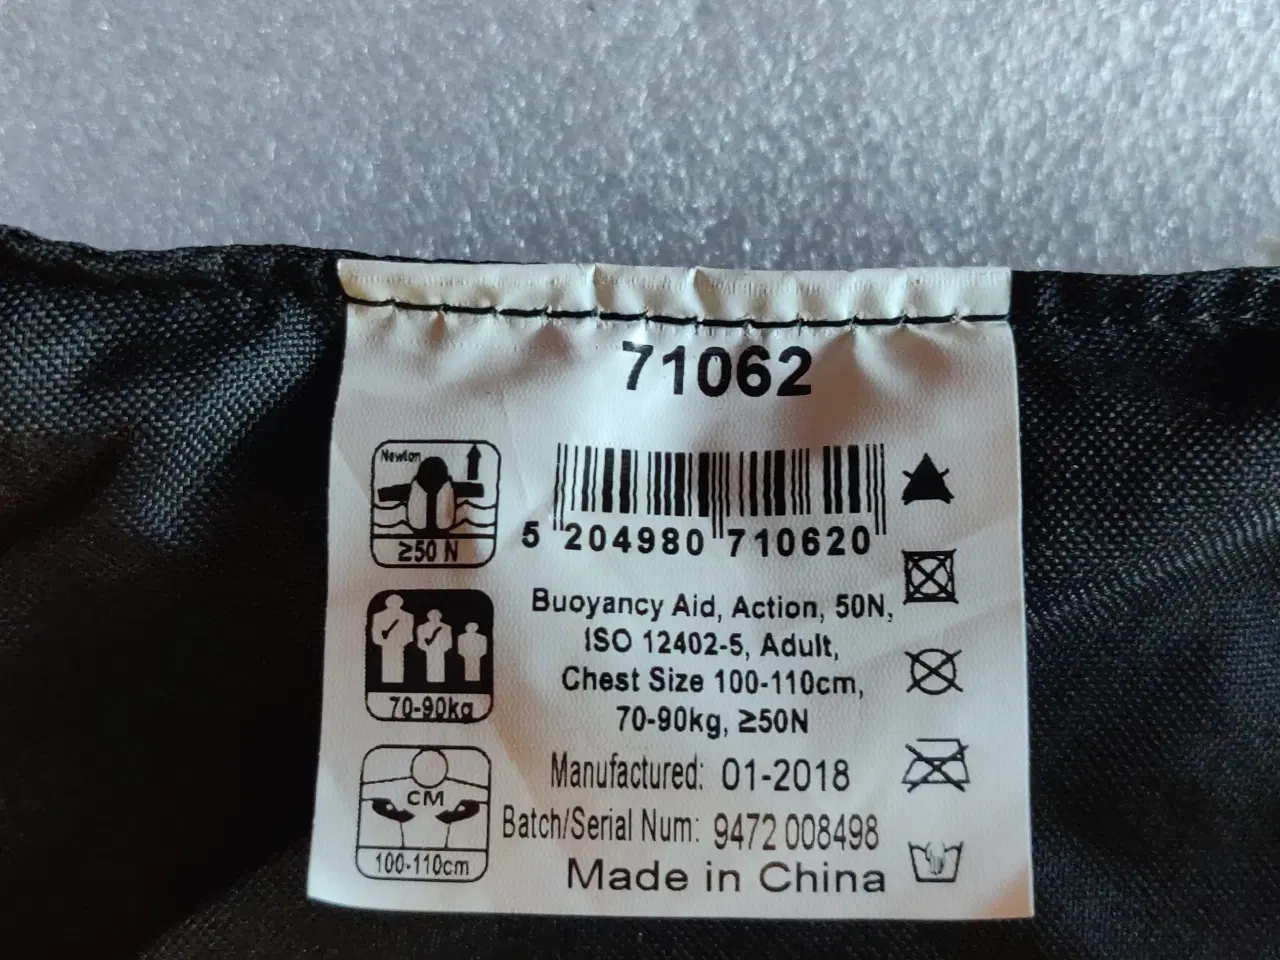 71062
Newton
≥50 N
5 204980 710620
70-90kg
Buoyancy Aid, Action, 50N,
ISO 12402-5, Adult,
Chest Size 100-110cm,
70-90kg, ≥50N
CM
100-110cm
Manufactured: 01-2018
Batch/Serial Num: 9472 008498
Made in China